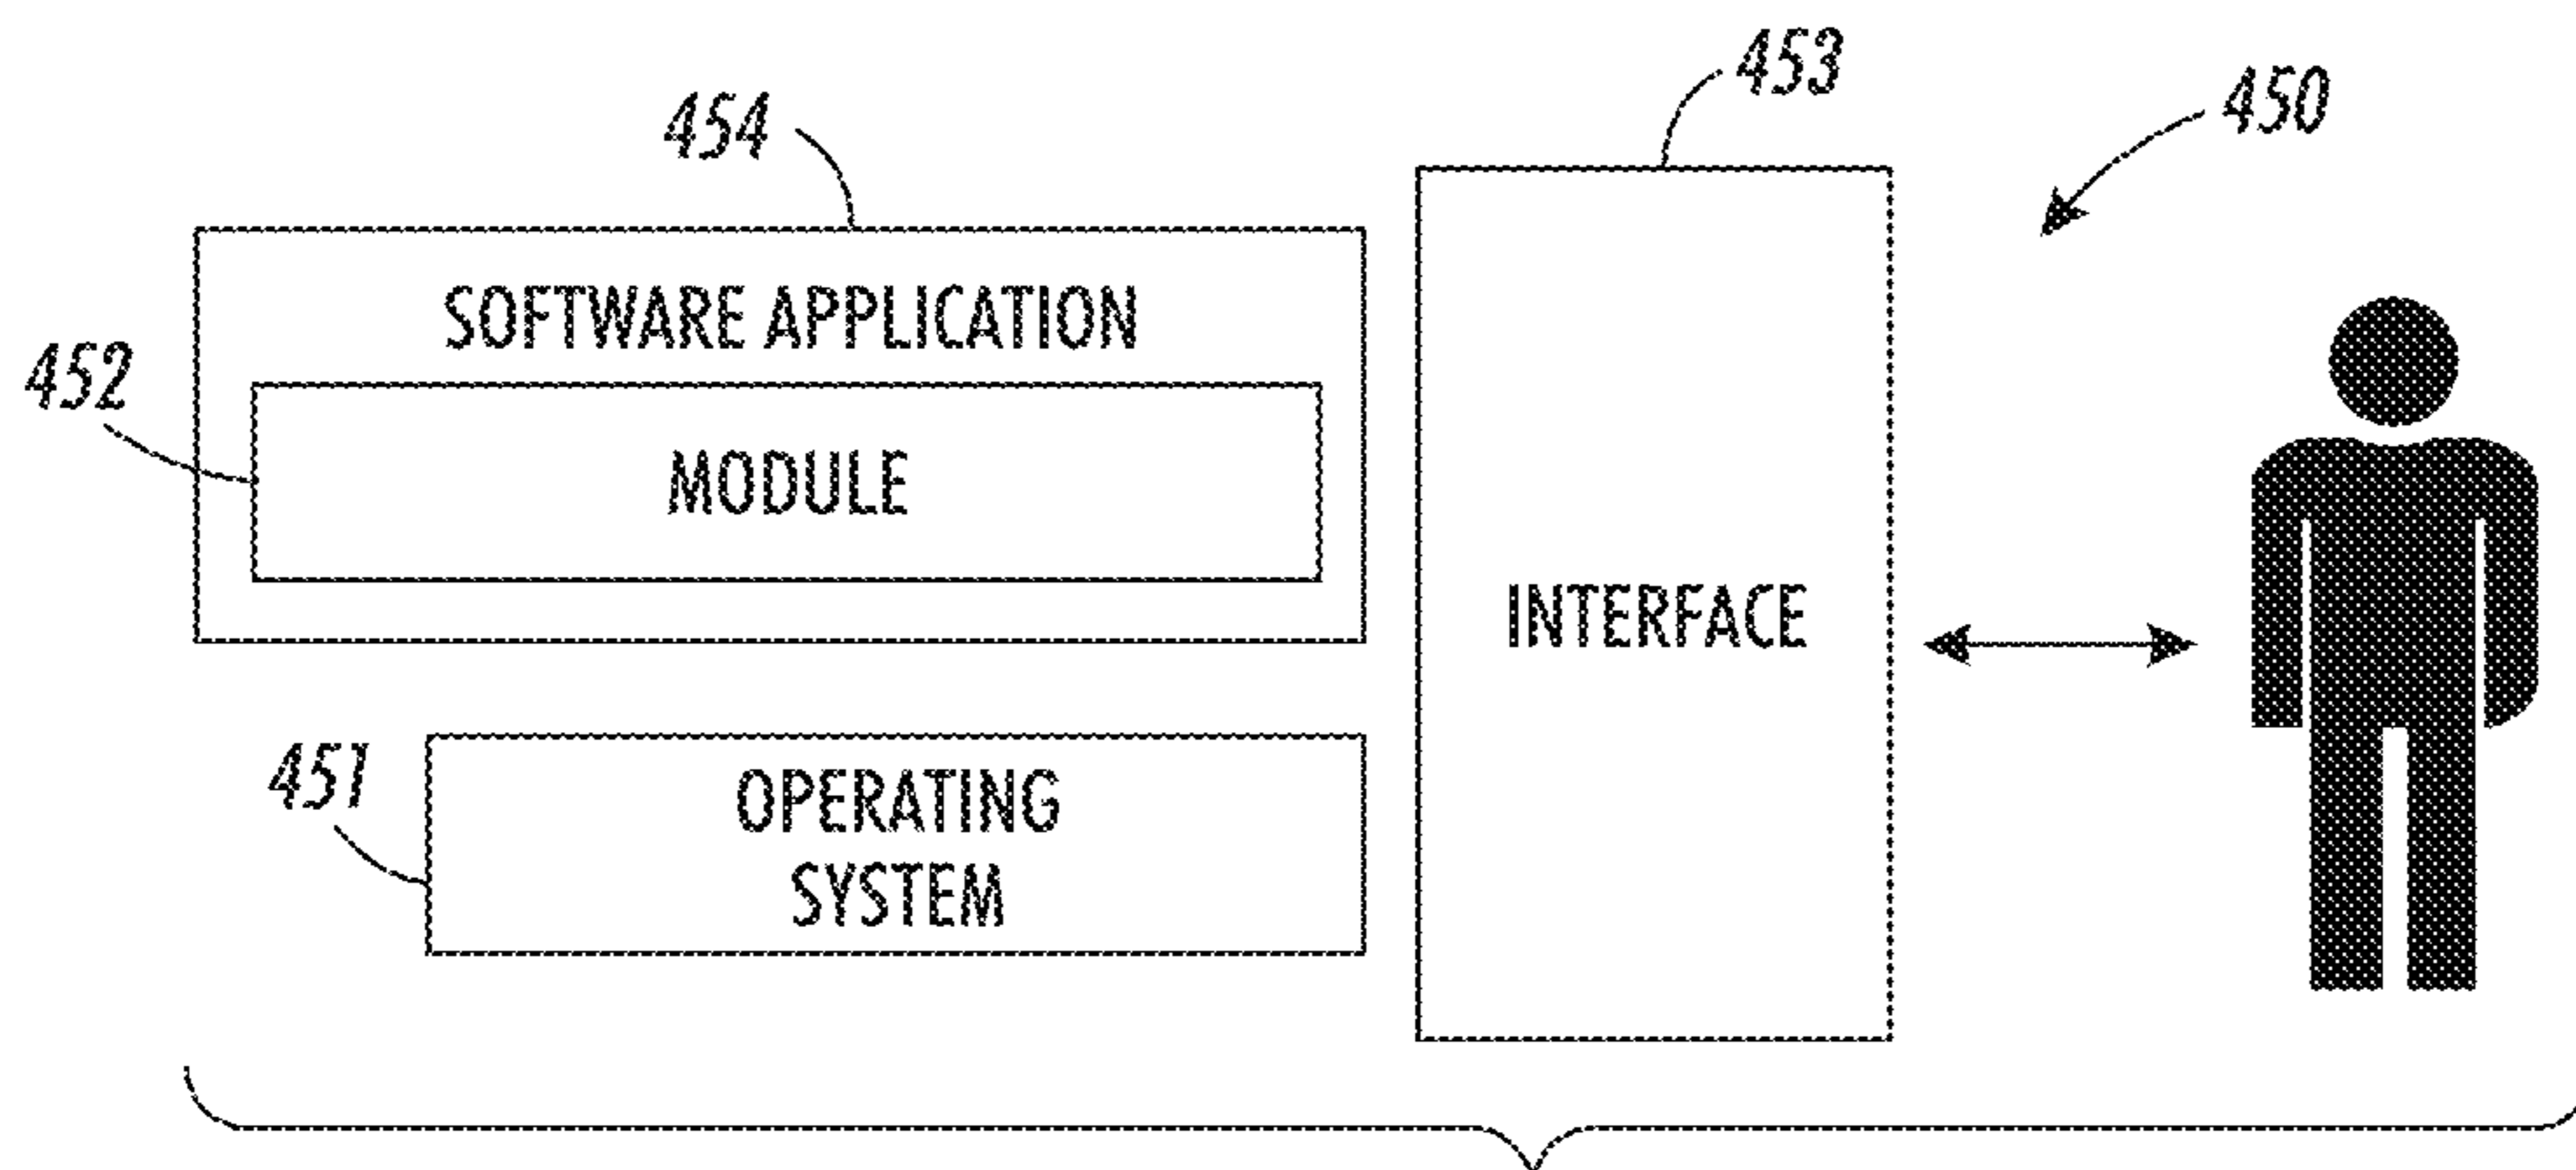 453
450
454
SOFTWARE APPLICATION
452
MODULE
INTERFACE
451
OPERATING
SYSTEM